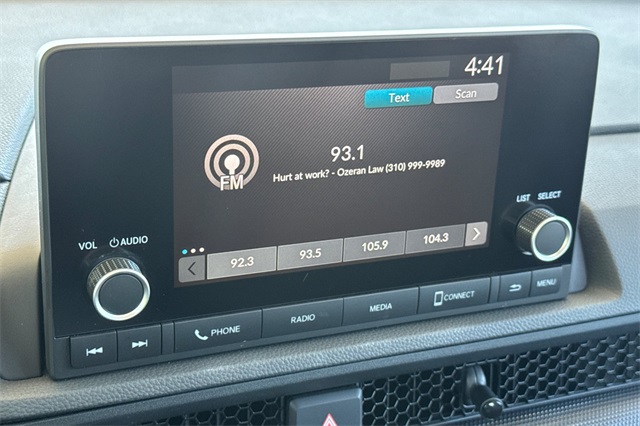 4:41
Text Scan
93.1
FM
Hurt at work? - Ozeran Law (310) 999-9989
92.3 93.5 105.9 104.3
VOL AUDIO
LIST SELECT
PHONE RADIO MEDIA CONNECT MENU